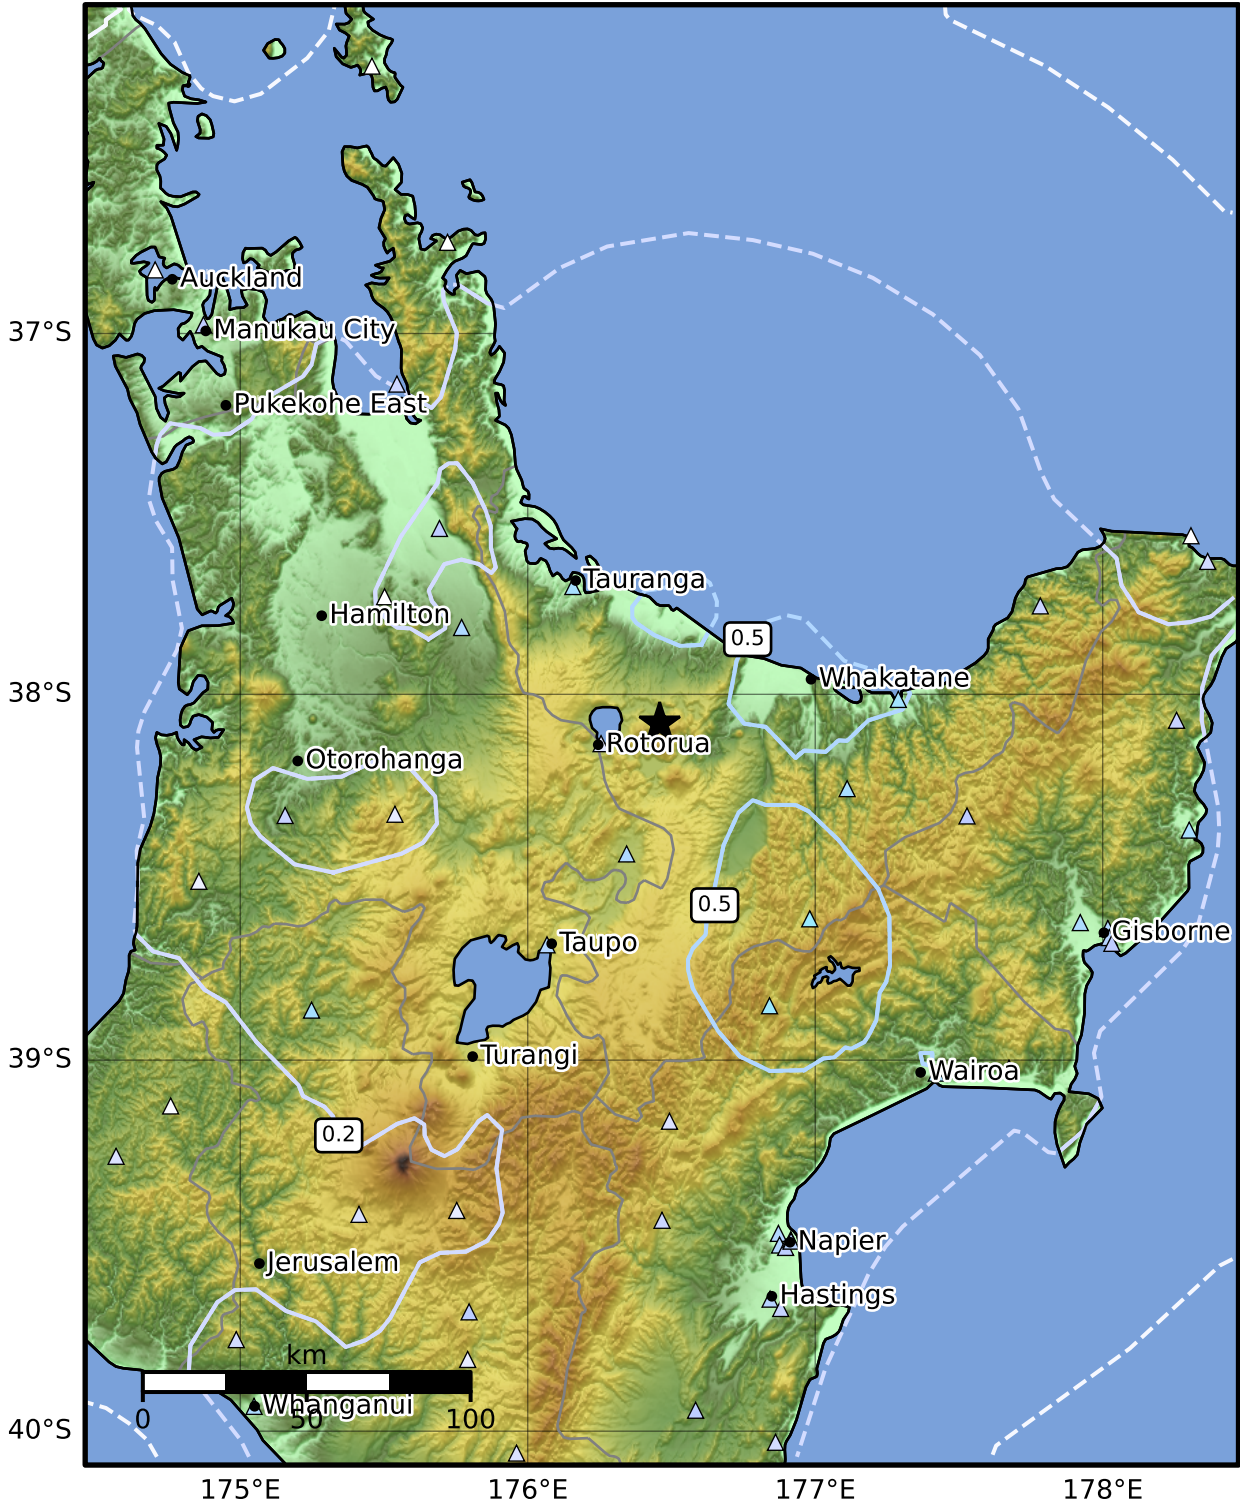 Auckland
37°S
Manukau City
Pukekohe East
Tauranga
Hamilton
0.5
Whakatane
38°S
Rotorua
Otorohanga
0.5
Gisborne
Taupo
Turangi
39°S
Wairoa
0.2
Napier
Jerusalem
Hastings
km
Whanganui
0 50 100
40°S
175°E 176°E 177°E 178°E